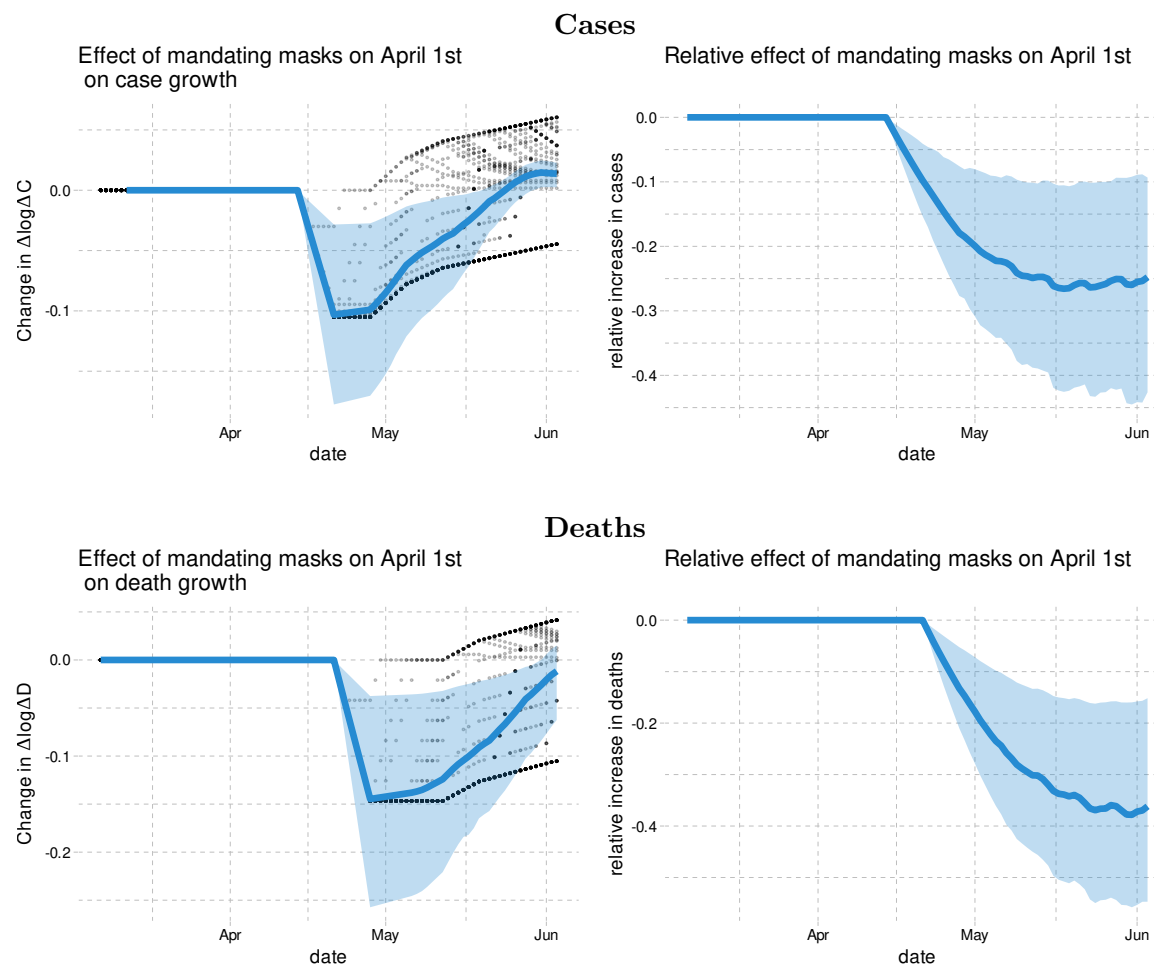 Cases
Effect of mandating masks on April 1st
on case growth
Change in ΔlogΔC
0.0
-0.1
Apr
May
Jun
date
Relative effect of mandating masks on April 1st
relative increase in cases
0.0
-0.1
-0.2
-0.3
-0.4
Apr
May
Jun
date
Deaths
Effect of mandating masks on April 1st
on death growth
Change in ΔlogΔD
0.0
-0.1
-0.2
Apr
May
Jun
date
Relative effect of mandating masks on April 1st
relative increase in deaths
0.0
-0.2
-0.4
Apr
May
Jun
date